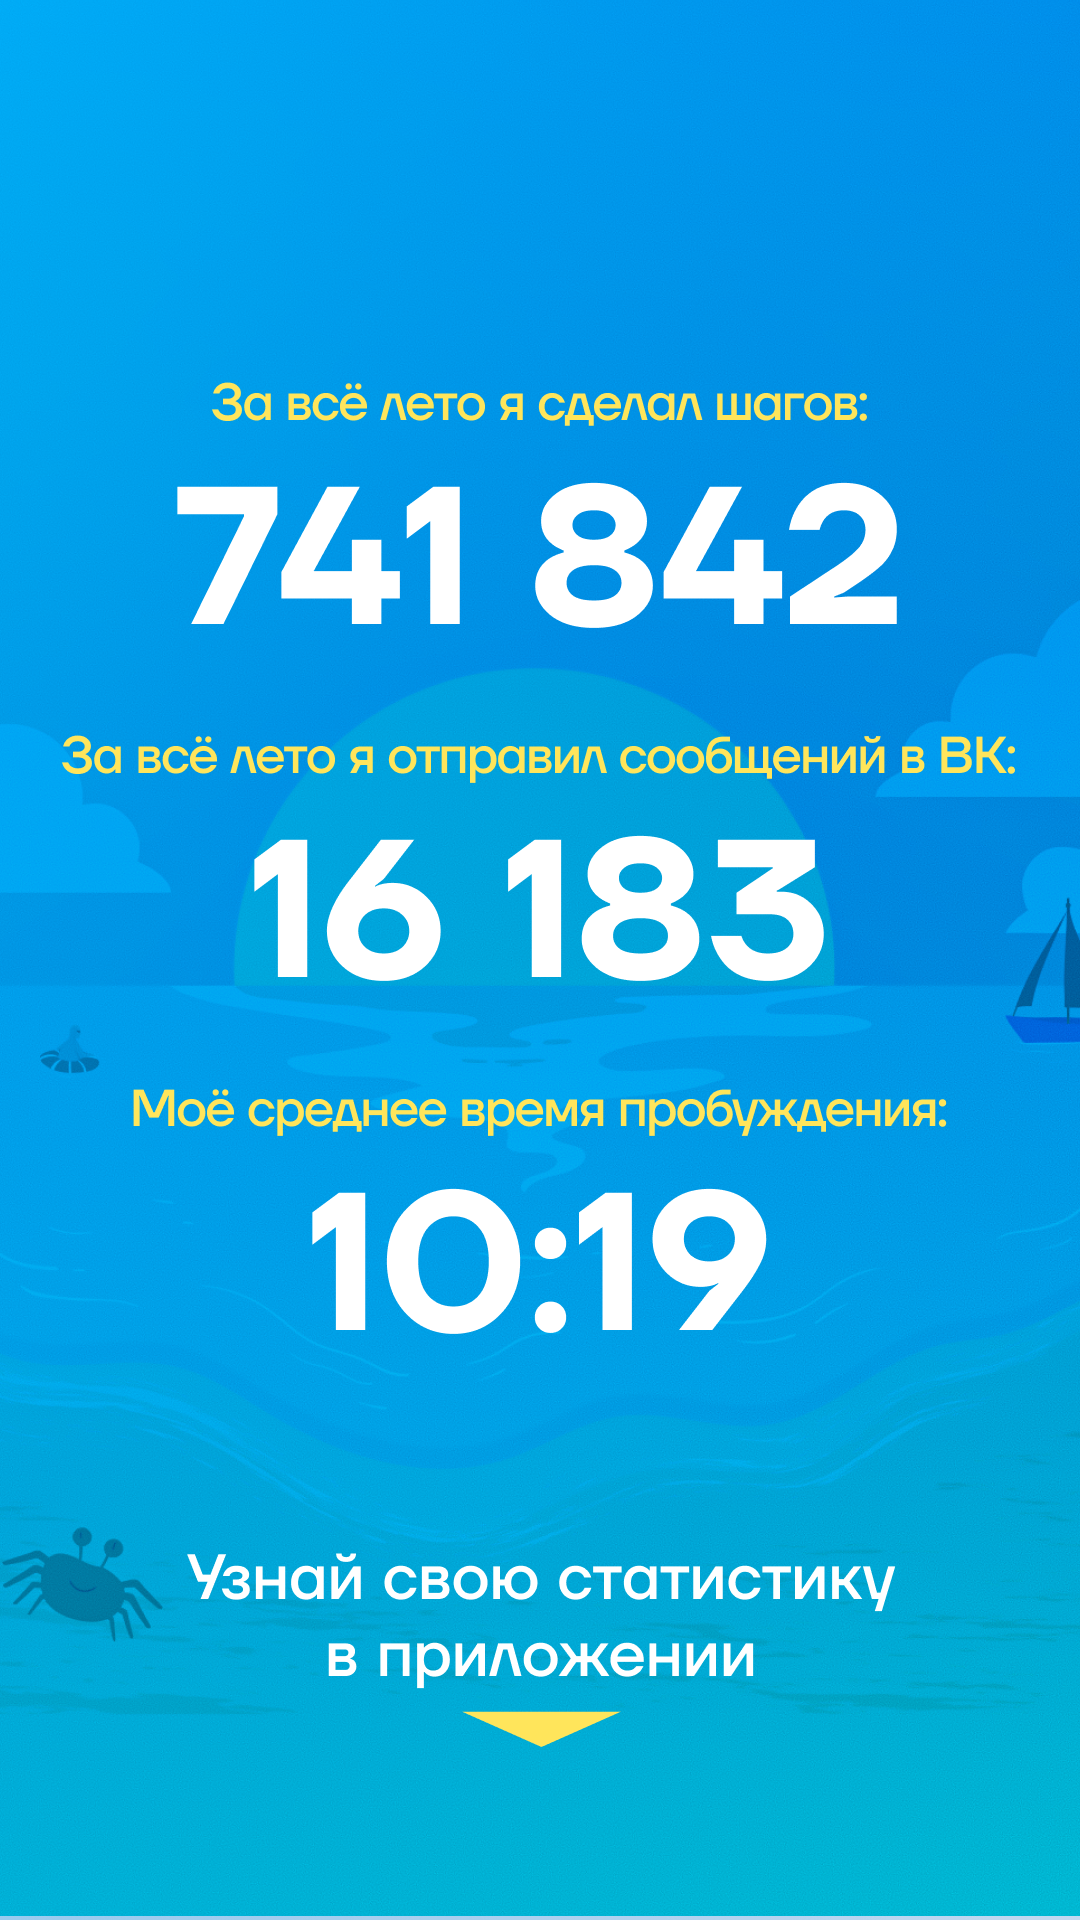 За всё лето я сделал шагов:
741 842
За всё лето я отправил сообщений в ВК:
16 183
Моё среднее время пробуждения:
10:19
Узнай свою статистику
в приложении